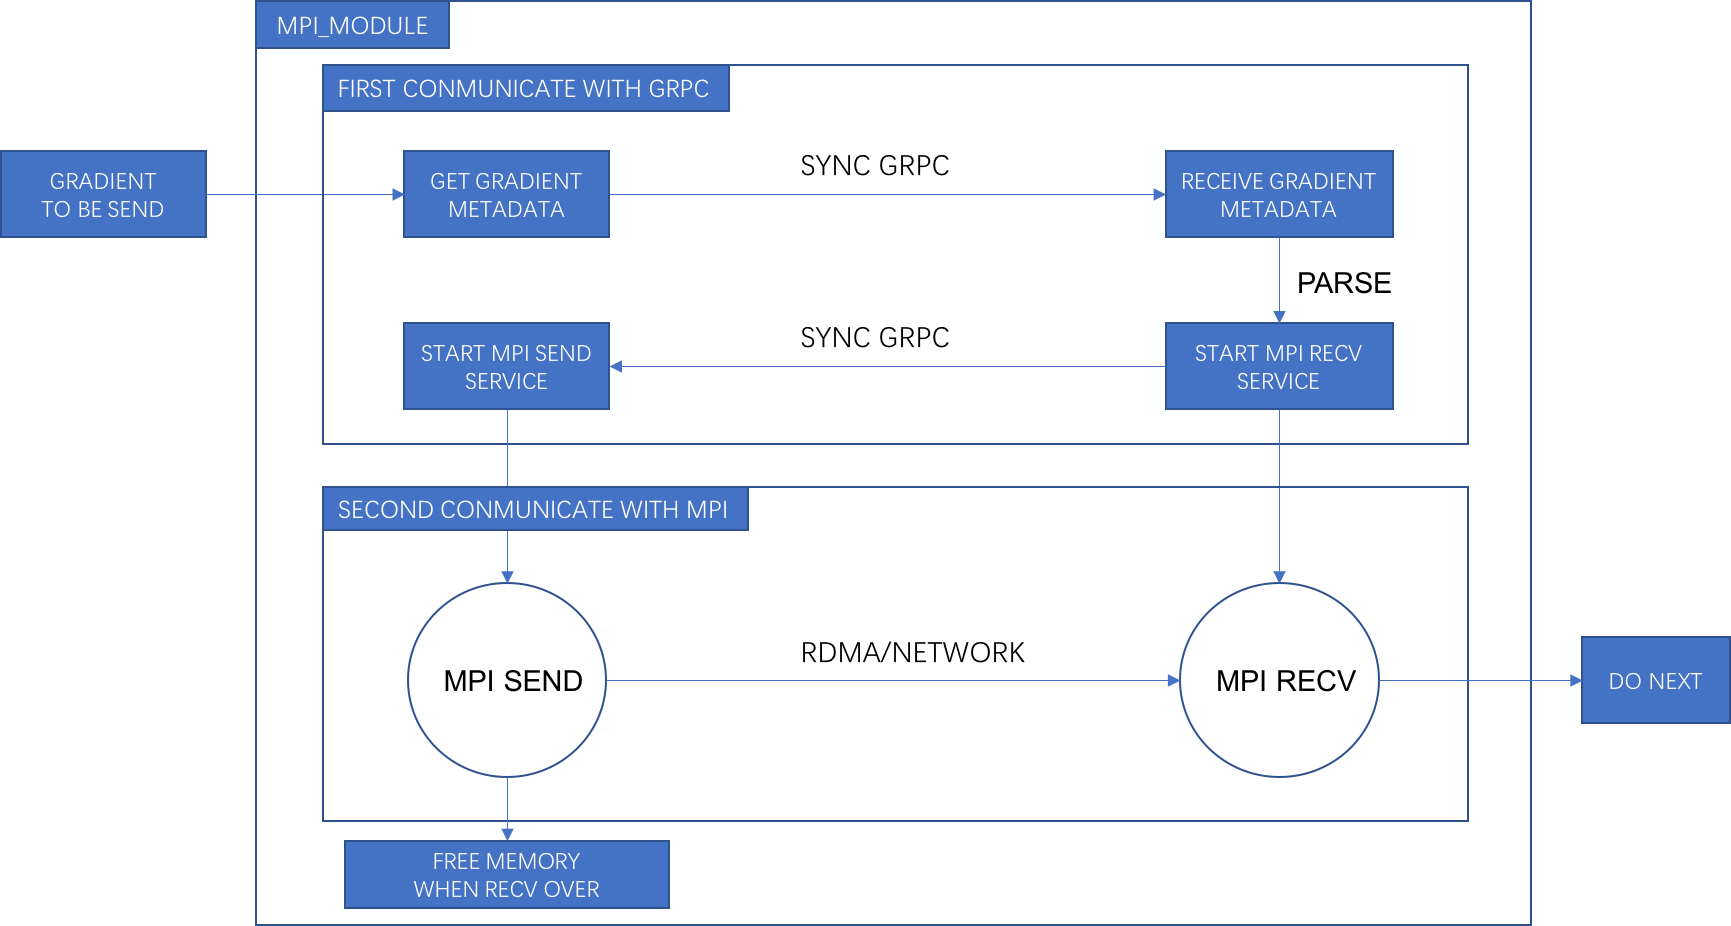 MPI_MODULE
FIRST CONMUNICATE WITH GRPC
GRADIENT
TO BE SEND
GET GRADIENT
METADATA
SYNC GRPC
RECEIVE GRADIENT
METADATA
PARSE
START MPI SEND
SERVICE
SYNC GRPC
START MPI RECV
SERVICE
SECOND CONMUNICATE WITH MPI
MPI SEND
RDMA/NETWORK
MPI RECV
DO NEXT
FREE MEMORY
WHEN RECV OVER